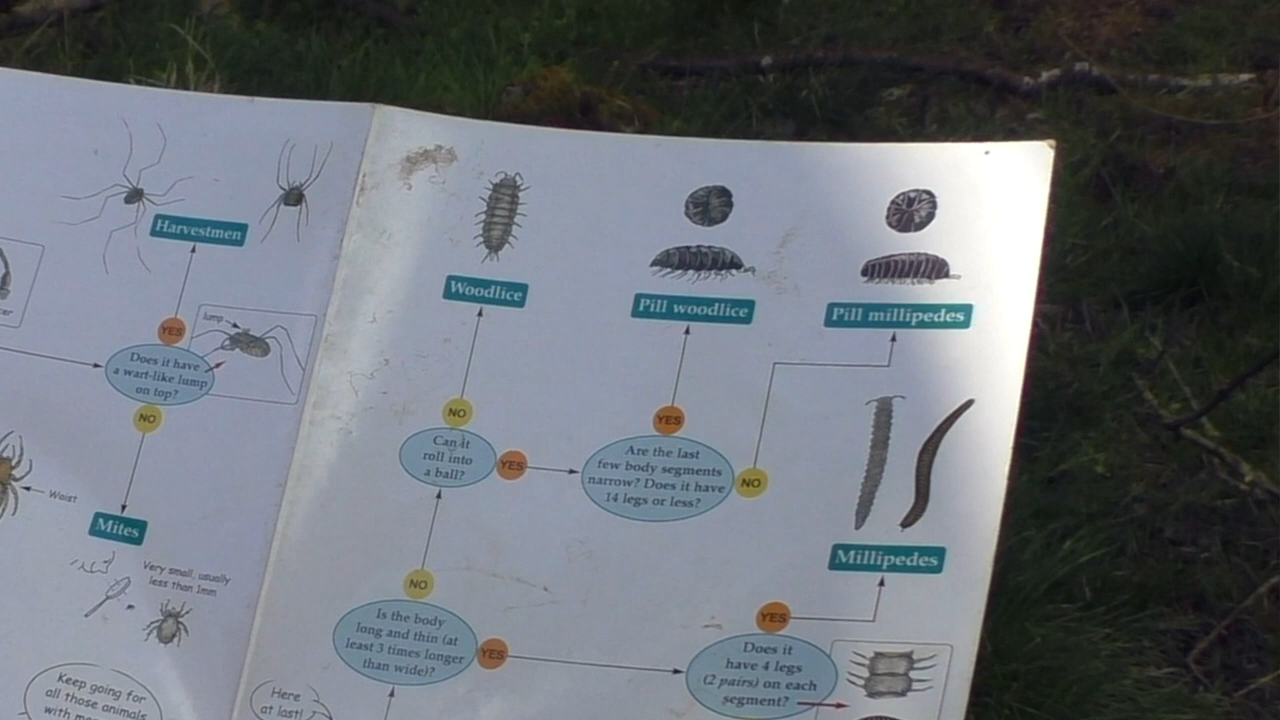 Harvestmen
YES
lump
Does it have
a wart-like lump
on top?
NO
Waist
Mites
Very small, usually
less than 1mm
Keep going for
all those animals
Woodlice
Pill woodlice
Pill millipedes
NO
Can it
roll into
a ball?
YES
YES
Are the last
few body segments
narrow? Does it have
14 legs or less?
NO
Millipedes
NO
Is the body
long and thin (at
least 3 times longer
than wide)?
YES
YES
Does it
have 4 legs
(2 pairs) on each
segment?
Here
at last!